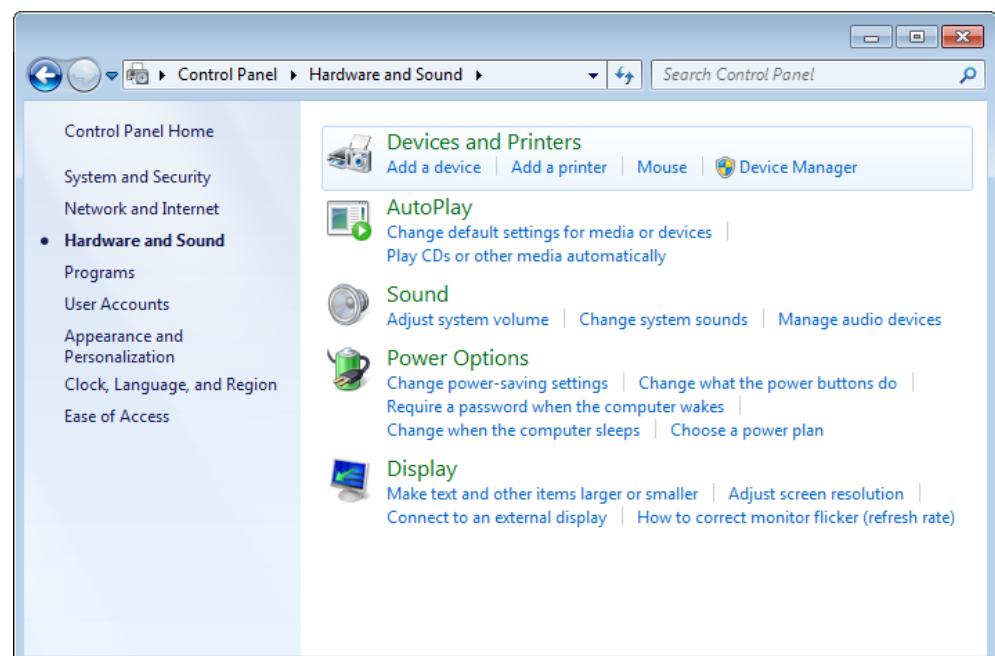 Control Panel Hardware and Sound Search Control Panel
Control Panel Home
System and Security
Network and Internet
Hardware and Sound
Programs
User Accounts
Appearance and
Personalization
Clock, Language, and Region
Ease of Access
Devices and Printers
Add a device Add a printer Mouse Device Manager
AutoPlay
Change default settings for media or devices
Play CDs or other media automatically
Sound
Adjust system volume Change system sounds Manage audio devices
Power Options
Change power-saving settings Change what the power buttons do
Require a password when the computer wakes
Change when the computer sleeps Choose a power plan
Display
Make text and other items larger or smaller Adjust screen resolution
Connect to an external display How to correct monitor flicker (refresh rate)